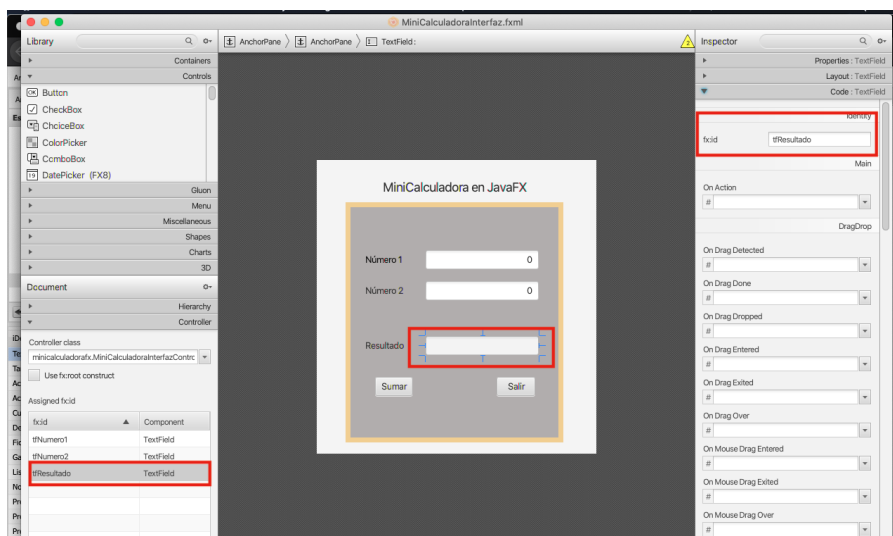 MiniCalculadoraInterfaz.fxml
Library
AnchorPane
AnchorPane
TextField:
Inspector
Containers
Controls
Button
CheckBox
ChoiceBox
ColorPicker
ComboBox
DatePicker (FX8)
Gluon
Menu
Miscellaneous
Shapes
Charts
3D
Document
Hierarchy
Controller
Controller class
minicalculadorafx.MiniCalculadoraInterfazContrc
Use fx:root construct
Assigned fx:id
fx:id Component
tfNumero1 TextField
tfNumero2 TextField
tfResultado TextField
MiniCalculadora en JavaFX
Número 1 0
Número 2 0
Resultado
Sumar Salir
Properties : TextField
Layout : TextField
Code : TextField
Identity
fx:id tfResultado
Main
On Action
#
DragDrop
On Drag Detected
#
On Drag Done
#
On Drag Dropped
#
On Drag Entered
#
On Drag Exited
#
On Drag Over
#
On Mouse Drag Entered
#
On Mouse Drag Exited
#
On Mouse Drag Over
#